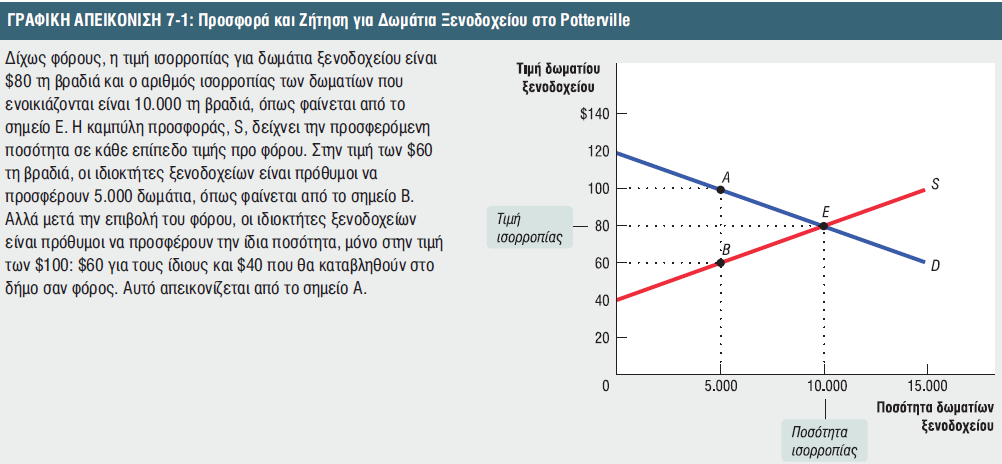 ΓΡΑΦΙΚΗ ΑΠΕΙΚΟΝΙΣΗ 7-1: Προσφορά και Ζήτηση για Δωμάτια Ξενοδοχείου στο Potterville
Δίχως φόρους, η τιμή ισορροπίας για δωμάτια ξενοδοχείου είναι
$80 τη βραδιά και ο αριθμός ισορροπίας των δωματίων που
ενοικιάζονται είναι 10.000 τη βραδιά, όπως φαίνεται από το
σημείο E. Η καμπύλη προσφοράς, S, δείχνει την προσφερόμενη
ποσότητα σε κάθε επίπεδο τιμής προ φόρου. Στην τιμή των $60
τη βραδιά, οι ιδιοκτήτες ξενοδοχείων είναι πρόθυμοι να
προσφέρουν 5.000 δωμάτια, όπως φαίνεται από το σημείο B.
Αλλά μετά την επιβολή του φόρου, οι ιδιοκτήτες ξενοδοχείων
είναι πρόθυμοι να προσφέρουν την ίδια ποσότητα, μόνο στην τιμή
των $100: $60 για τους ίδιους και $40 που θα καταβληθούν στο
δήμο σαν φόρος. Αυτό απεικονίζεται από το σημείο A.
Τιμή δωματίου
ξενοδοχείου
$140
120
100
80
60
40
20
0
Τιμή
ισορροπίας
A
B
E
S
D
5.000
10.000
15.000
Ποσότητα δωματίων
ξενοδοχείου
Ποσότητα
ισορροπίας